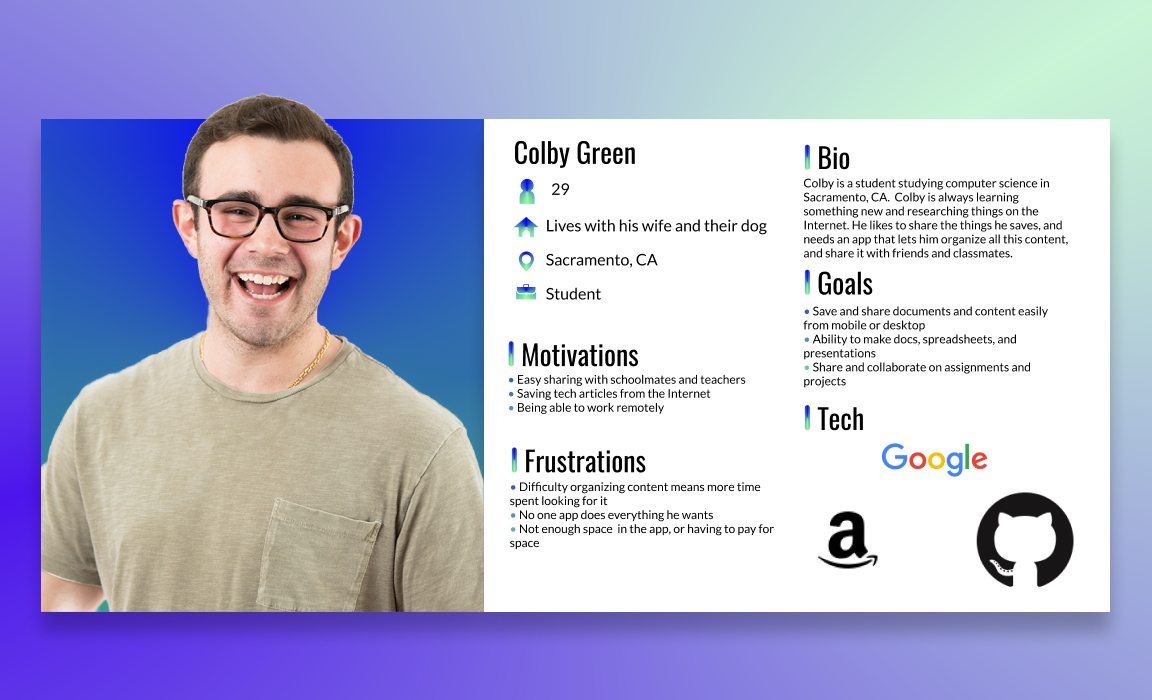 Colby Green
29
Lives with his wife and their dog
Sacramento, CA
Student
Motivations
• Easy sharing with schoolmates and teachers
• Saving tech articles from the Internet
• Being able to work remotely
Frustrations
• Difficulty organizing content means more time
spent looking for it
• No one app does everything he wants
• Not enough space  in the app, or having to pay for
space
Bio
Colby is a student studying computer science in
Sacramento, CA.  Colby is always learning
something new and researching things on the
Internet. He likes to share the things he saves, and
needs an app that lets him organize all this content,
and share it with friends and classmates.
Goals
• Save and share documents and content easily
from mobile or desktop
• Ability to make docs, spreadsheets, and
presentations
• Share and collaborate on assignments and
projects
Tech
Google
a